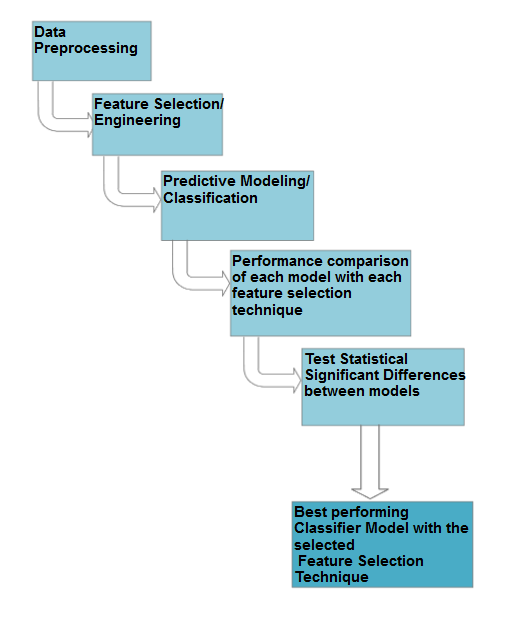 Data
Preprocessing
Feature Selection/
Engineering
Predictive Modeling/
Classification
Performance comparison
of each model with each
feature selection
technique
Test Statistical
Significant Differences
between models
Best performing
Classifier Model with the
selected
Feature Selection
Technique